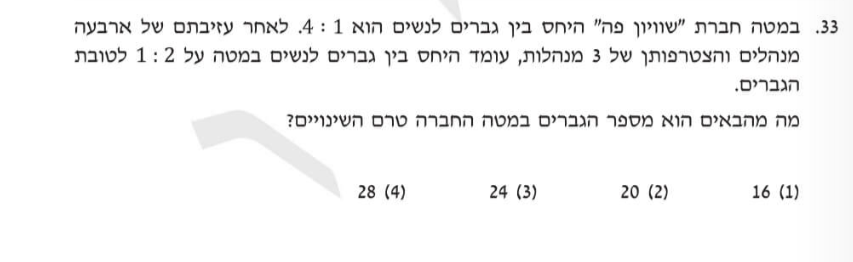 33. במטה חברת "שוויון פה" היחס בין גברים לנשים הוא 1 : 4. לאחר עזיבתם של ארבעה
מנהלים והצטרפותן של 3 מנהלות, עומד היחס בין גברים לנשים במטה על 2 : 1 לטובת
הגברים.
מה מהבאים הוא מספר הגברים במטה החברה טרם השינויים?
(1) 16 (2) 20 (3) 24 (4) 28